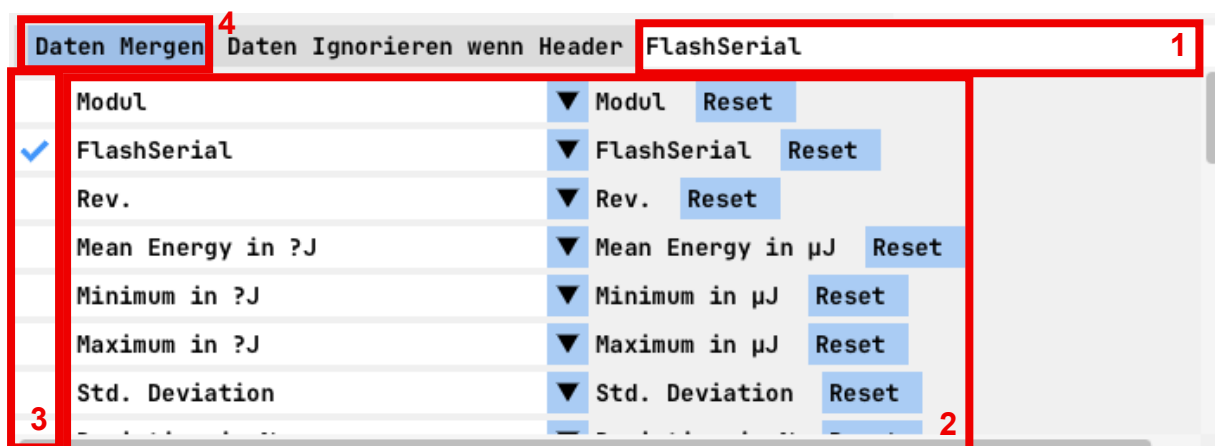 4
Daten Mergen Daten Ignorieren wenn Header FlashSerial 1
Modul ▼ Modul Reset
FlashSerial ▼ FlashSerial Reset
Rev. ▼ Rev. Reset
Mean Energy in ?J ▼ Mean Energy in µJ Reset
Minimum in ?J ▼ Minimum in µJ Reset
Maximum in ?J ▼ Maximum in µJ Reset
Std. Deviation ▼ Std. Deviation Reset
3 2